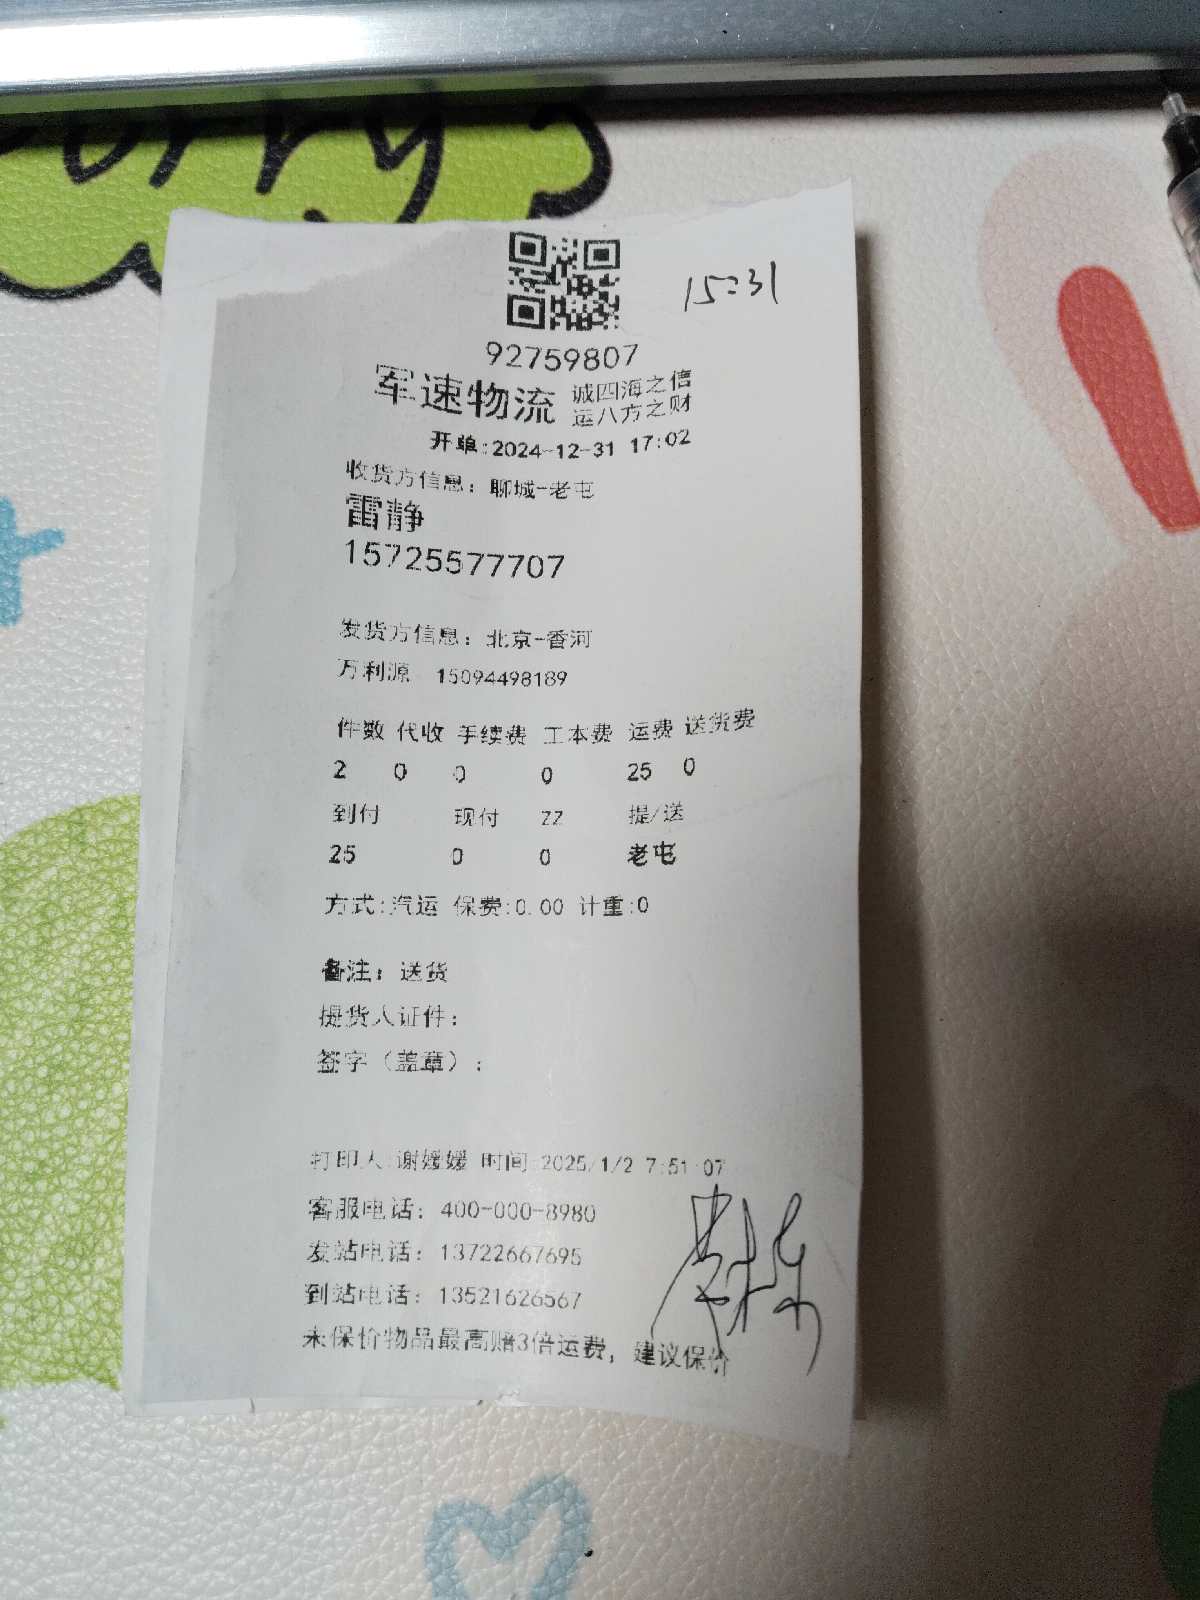 orry
15:31
92759807
军速物流 诚四海之信
运八方之财
开单:2024-12-31 17:02
收货方信息: 聊城-老屯
雷静
15725577707
发货方信息: 北京-香河
万利源 15094498189
件数 代收 手续费 工本费 运费 送货费
2 0 0 0 25 0
到付 现付 ZZ 提/送
25 0 0 老屯
方式:汽运 保费:0.00 计重:0
备注: 送货
提货人证件:
签字（盖章）:
打印人:谢媛媛 时间:2025/1/2 7:51:07
客服电话: 400-000-8980
发站电话: 13722667695
到站电话: 13521626567
未保价物品最高赔3倍运费, 建议保价